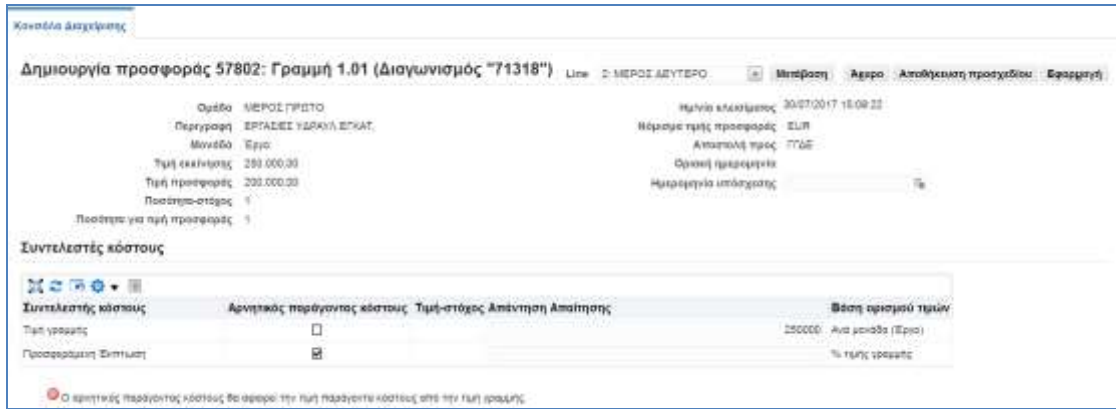 Κονσόλα Διαχείρισης
Δημιουργία προσφοράς 57802: Γραμμή 1.01 (Διαγωνισμός "71318") Line 2: ΜΕΡΟΣ ΔΕΥΤΕΡΟ Μετάβαση Άκυρο Αποθήκευση προσχεδίου Εφαρμογή
Ομάδα ΜΕΡΟΣ ΠΡΩΤΟ
Περιγραφή ΕΡΓΑΣΙΕΣ ΥΔΡΑΥΛ ΕΓΚΑΤ.
Μονάδα Έργο
Τιμή εκκίνησης 250.000,00
Τιμή προσφοράς 200.000,00
Ποσότητα-στόχος 1
Ποσότητα για τιμή προσφοράς 1
Ημ/νία κλεισίματος 30/07/2017 15:09:22
Νόμισμα τιμής προσφοράς EUR
Αποστολή προς ΓΓΔΕ
Οριακή ημερομηνία
Ημερομηνία υπόσχεσης
Συντελεστές κόστους
Συντελεστής κόστους Αρνητικός παράγοντας κόστους Τιμή-στόχος Απάντηση Απαίτησης Βάση ορισμού τιμών
Τιμή γραμμής 250000 Ανά μονάδα (Έργο)
Προσφερόμενη Έκπτωση % τιμής γραμμής
Ο αρνητικός παράγοντας κόστους θα αφαιρεί την τιμή παράγοντα κόστους από την τιμή γραμμής.